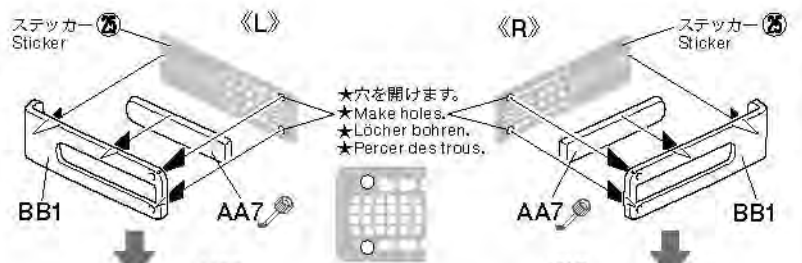 ステッカー㉕
Sticker
《L》
《R》
ステッカー㉕
Sticker
★穴を開けます。
★Make holes.
★Löcher bohren.
★Percer des trous.
BB1
AA7
AA7
BB1